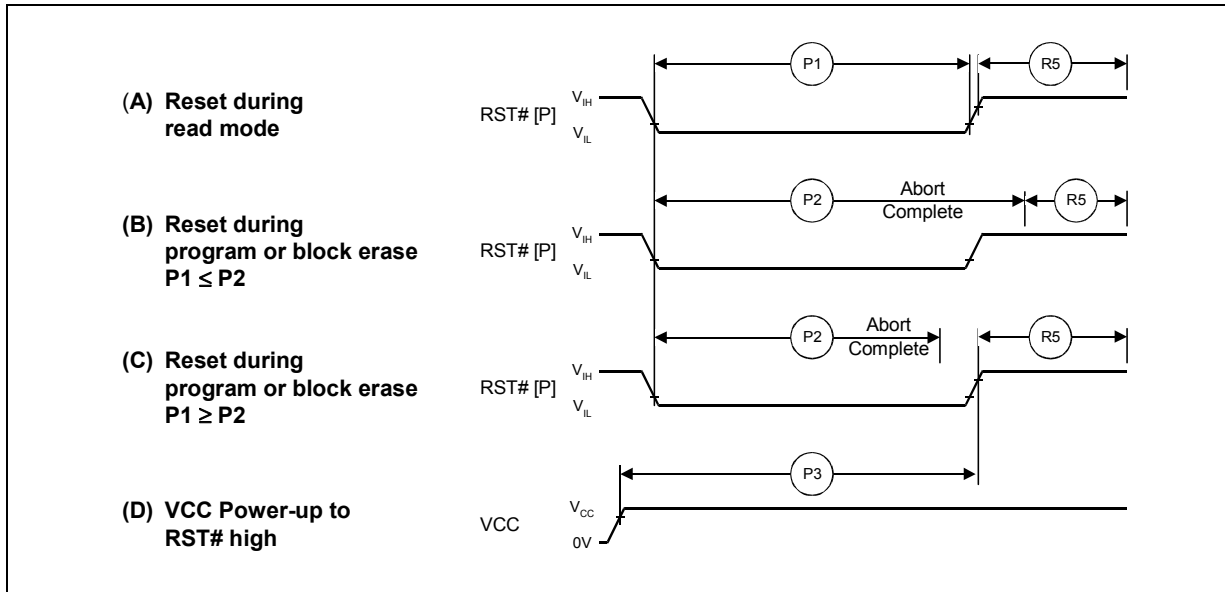 P1
R5
(A) Reset during
read mode
RST# [P]
VIH
VIL
P2
Abort
Complete
R5
(B) Reset during
program or block erase
P1 ≤ P2
RST# [P]
VIH
VIL
P2
Abort
Complete
R5
(C) Reset during
program or block erase
P1 ≥ P2
RST# [P]
VIH
VIL
P3
(D) VCC Power-up to
RST# high
VCC
VCC
0V